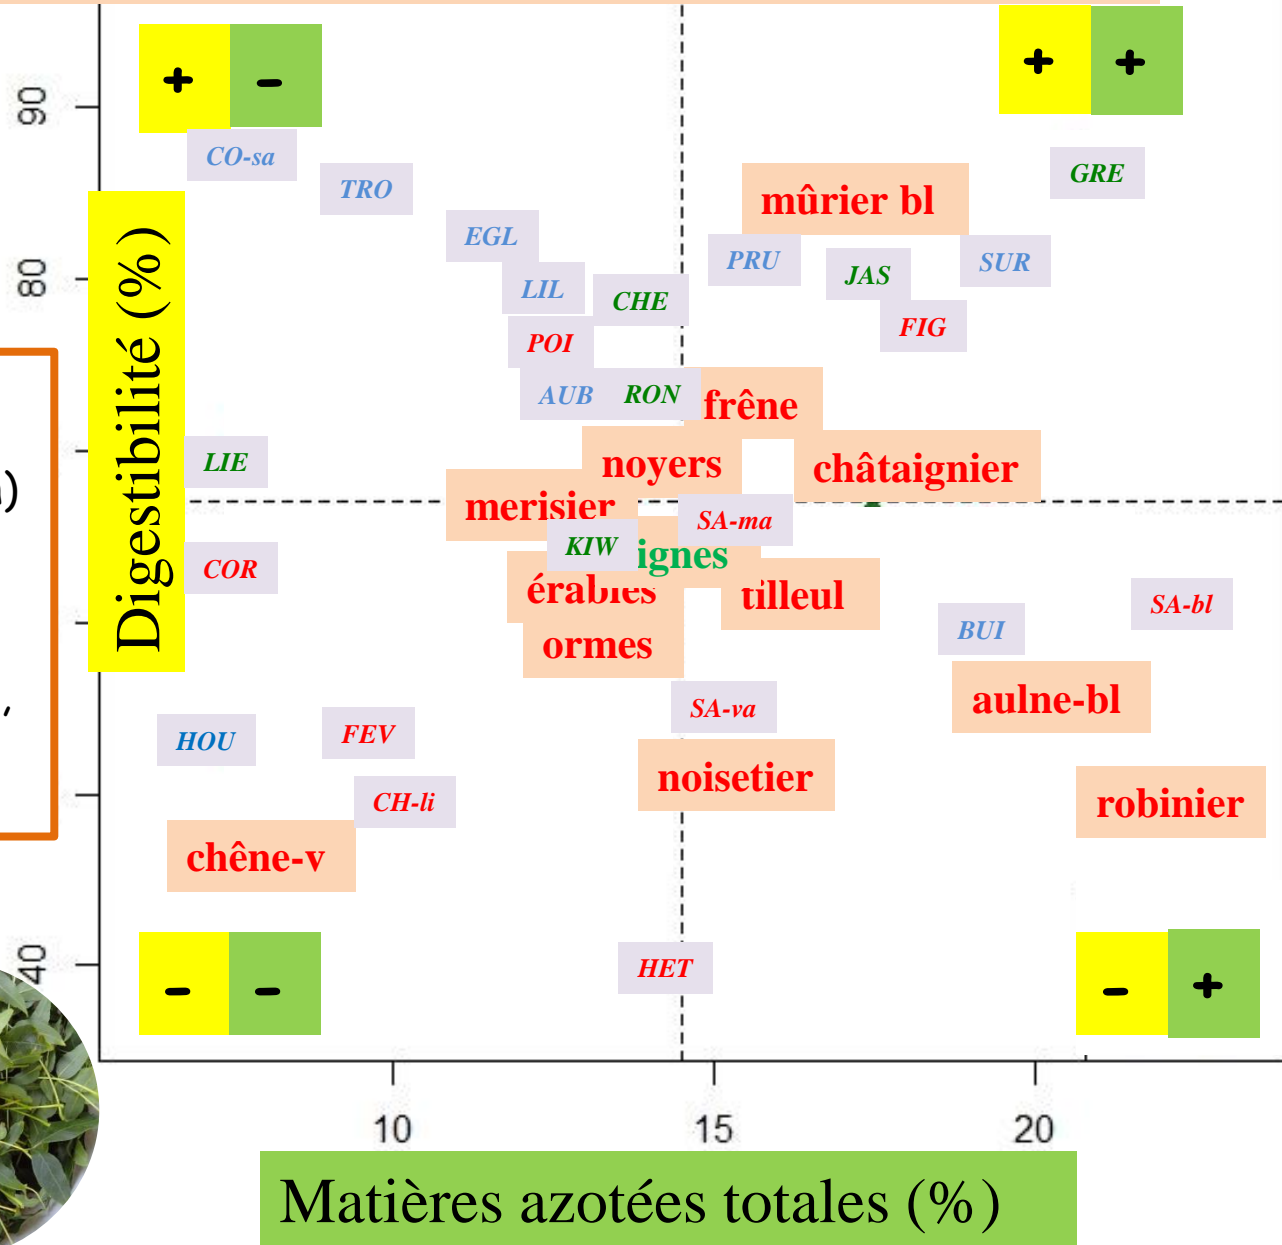 + -
+ +
90
CO-sa
GRE
TRO
mûrier bl
EGL
PRU
SUR
JAS
80
LIL
CHE
FIG
POI
AUB
RON
frêne
Digestibilité (%)
LIE
noyers
châtaignier
merisier
SA-ma
KIW
ignes
COR
érables
tilleul
SA-bl
BUI
ormes
aulne-bl
SA-va
HOU
FEV
noisetier
CH-li
robinier
chêne-v
40
HET
- -
- +
10
15
20
Matières azotées totales (%)